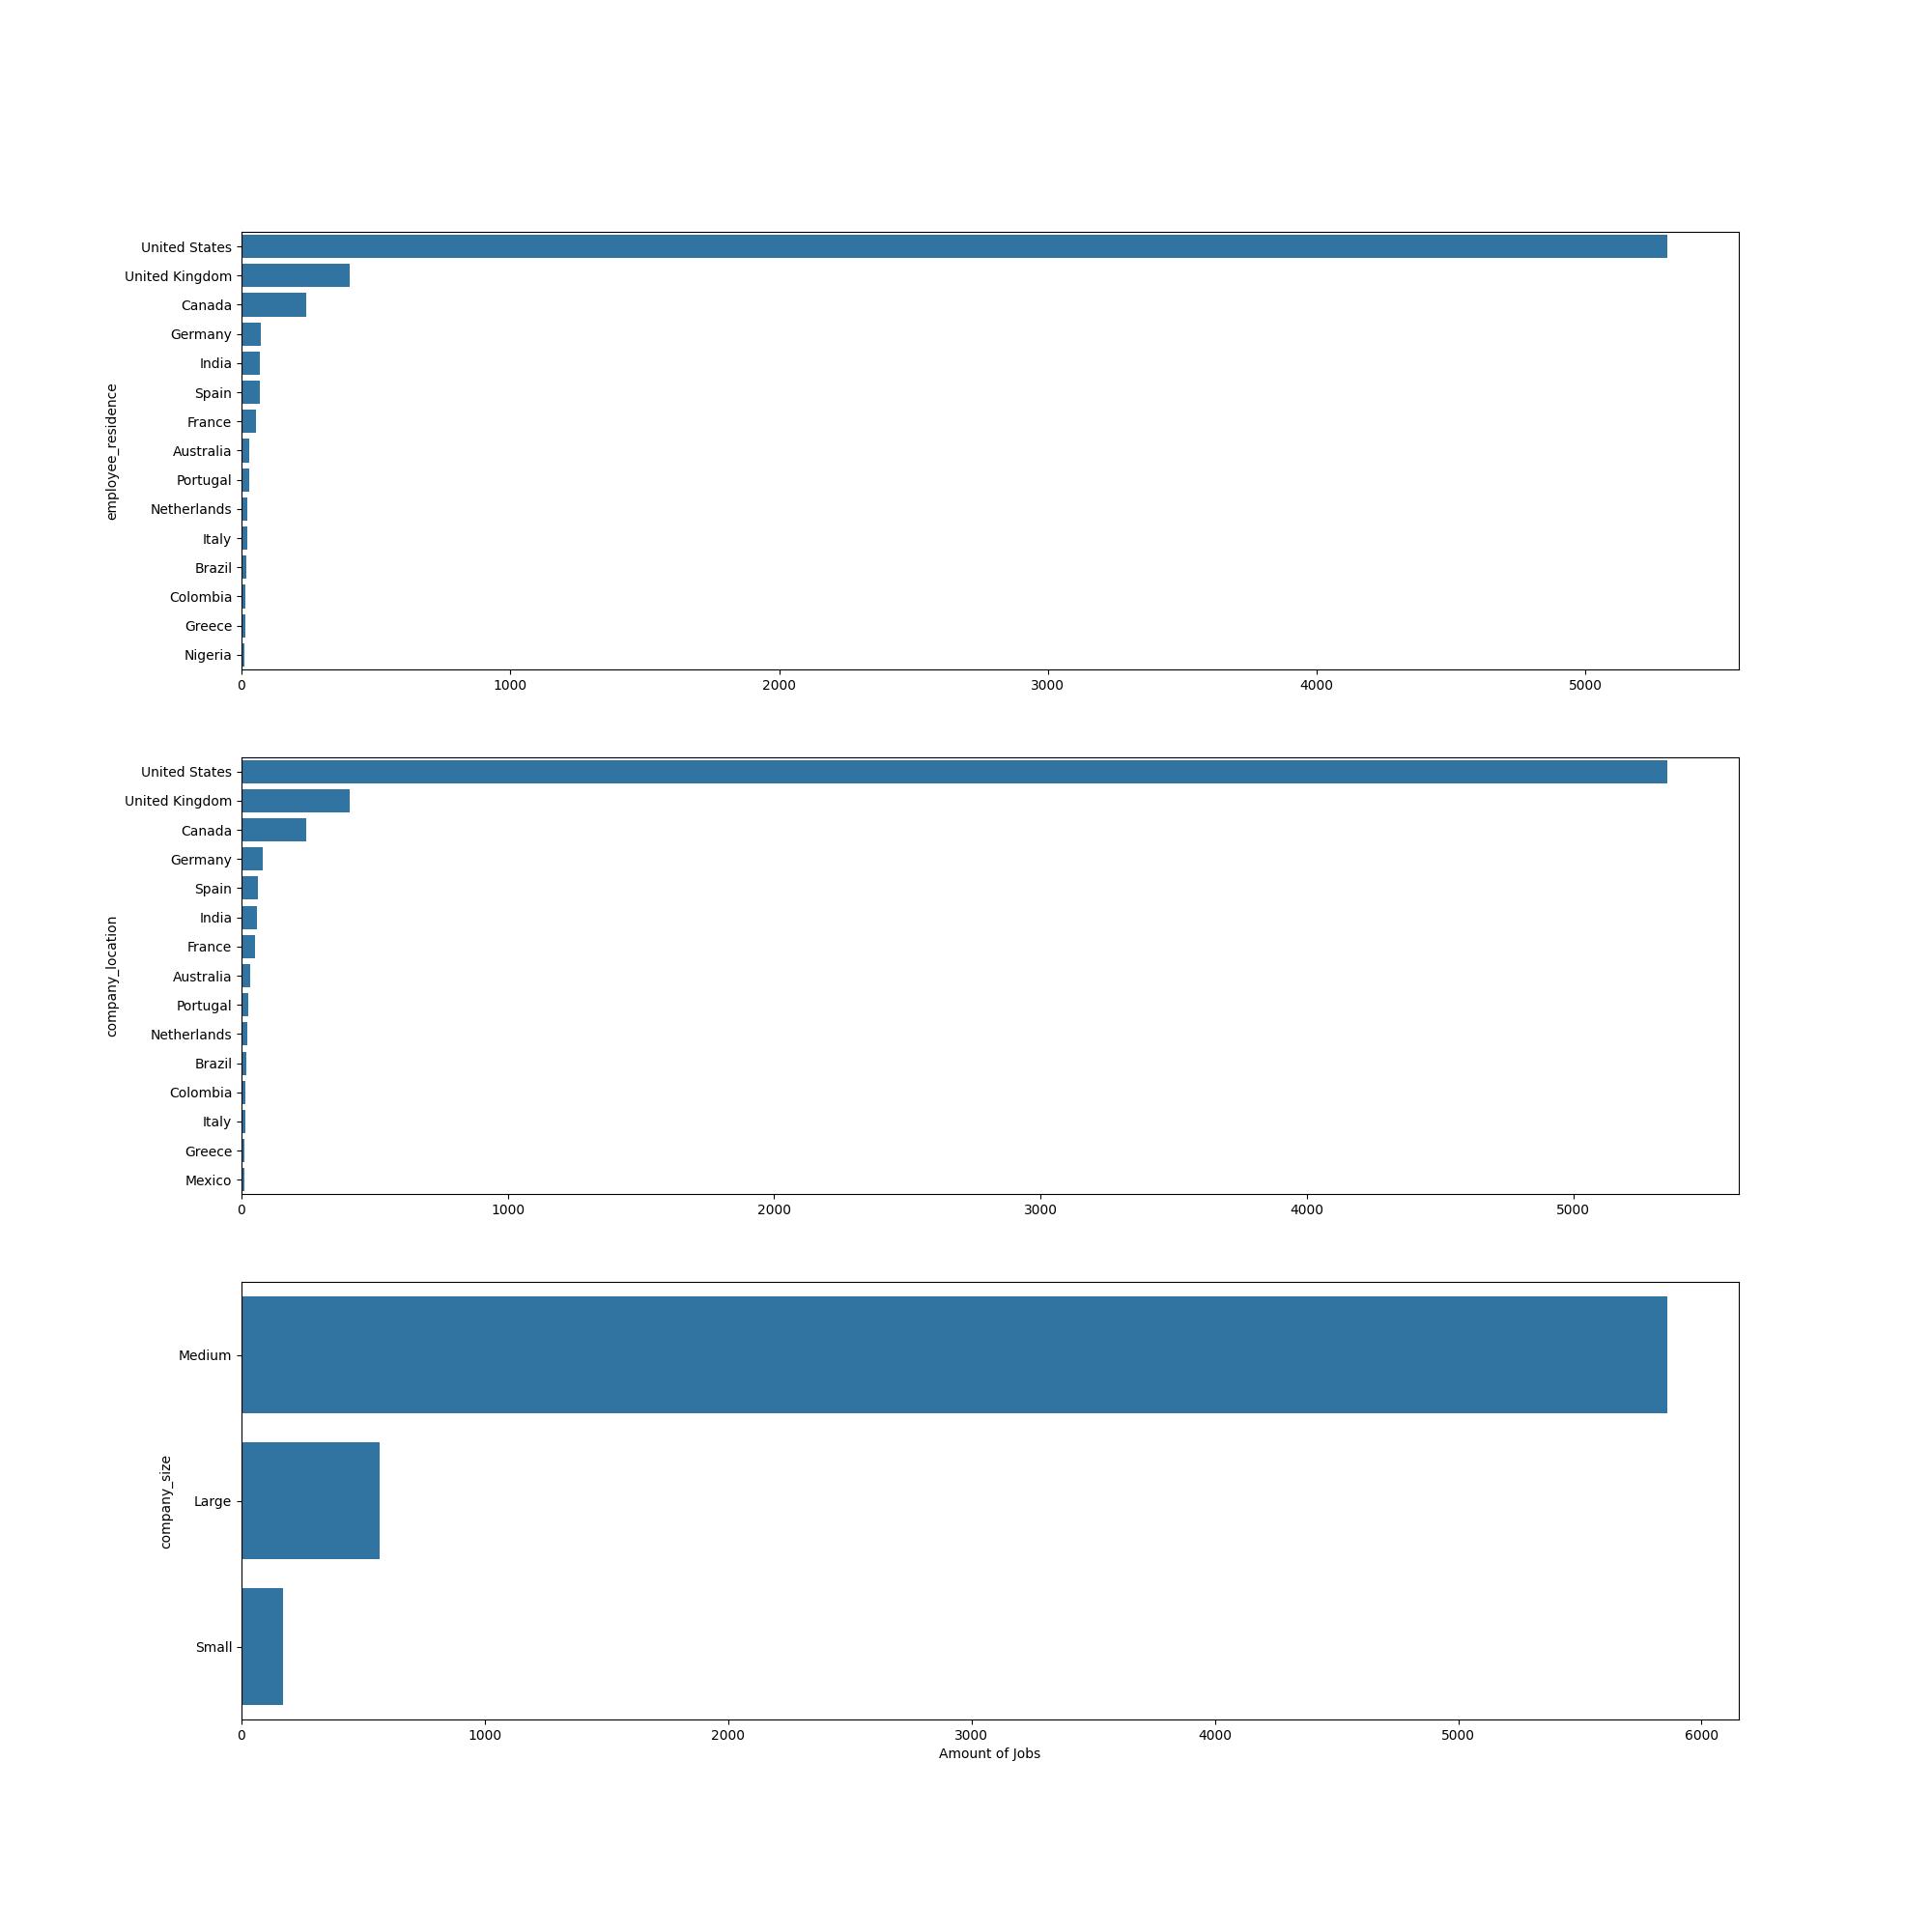 employee_residence
United States
United Kingdom
Canada
Germany
India
Spain
France
Australia
Portugal
Netherlands
Italy
Brazil
Colombia
Greece
Nigeria
0 1000 2000 3000 4000 5000
company_location
United States
United Kingdom
Canada
Germany
Spain
India
France
Australia
Portugal
Netherlands
Brazil
Colombia
Italy
Greece
Mexico
0 1000 2000 3000 4000 5000
company_size
Medium
Large
Small
0 1000 2000 3000 4000 5000 6000
Amount of Jobs